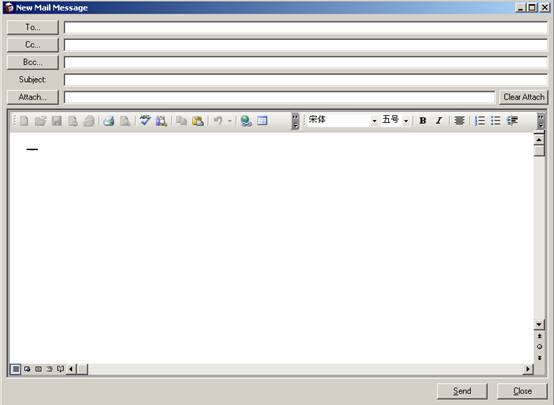 New Mail Message
To...
Cc...
Bcc...
Subject:
Attach... Clear Attach
宋体 五号 B I
Send Close